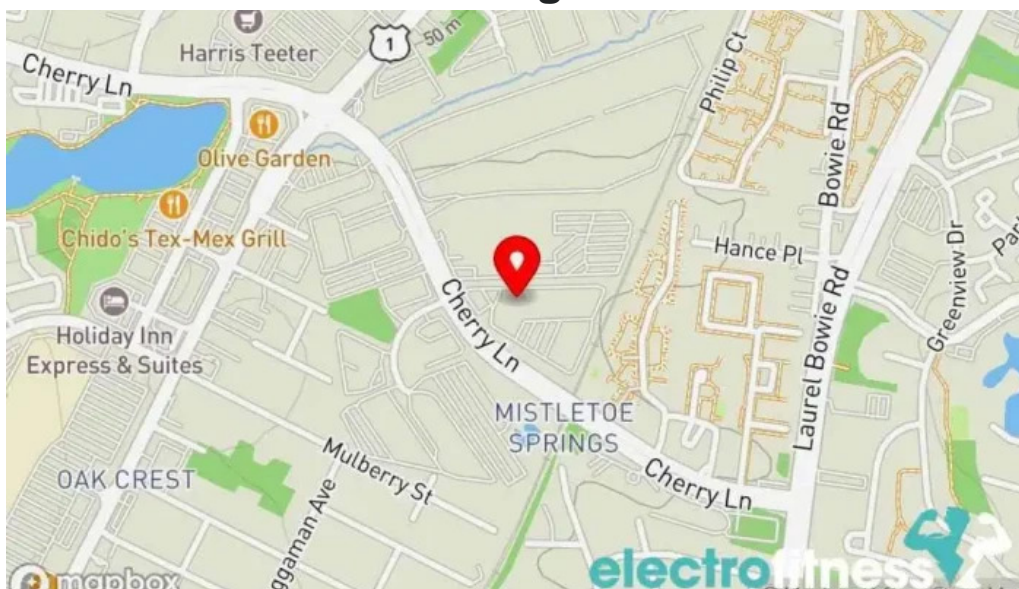 Harris Teeter
1
50 m
Cherry Ln
Philip Ct
Bowie Rd
Olive Garden
Chido's Tex-Mex Grill
Hance Pl
Greenview Dr
Cherry Ln
Laurel Bowie Rd
Holiday Inn
Express & Suites
MISTLETOE
SPRINGS
OAK CREST
Mulberry St
Cherry Ln
mapbox
electrofitness